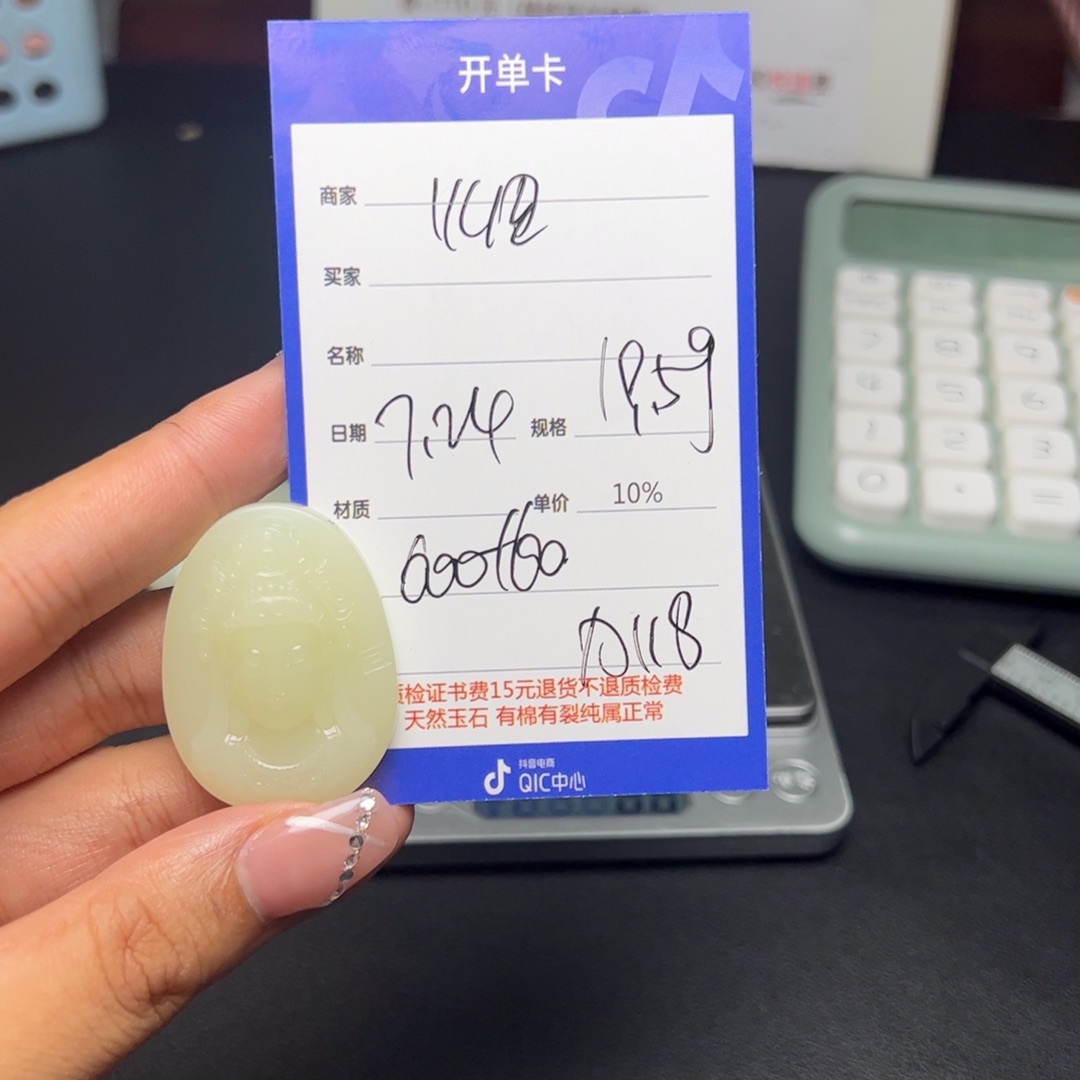 开单卡
商家
买家
名称
日期 7.24 规格 18.5g
材质 单价 10%
600+60
D118
质检证书费15元退货不退质检费
天然玉石 有棉有裂纯属正常
抖音电商
QIC中心